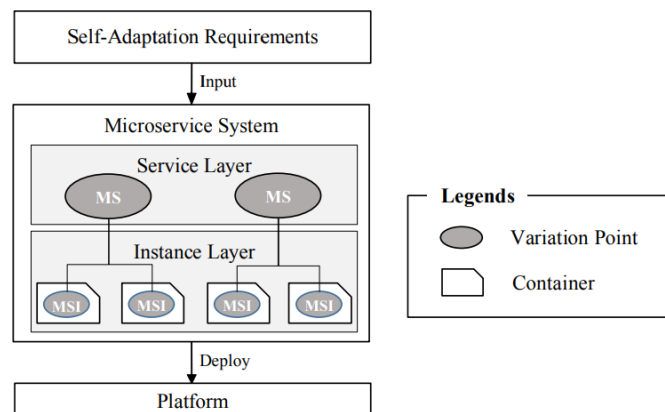 Self-Adaptation Requirements
Input
Microservice System
Service Layer
MS MS
Instance Layer
MSI MSI MSI MSI
Deploy
Platform
Legends
Variation Point
Container